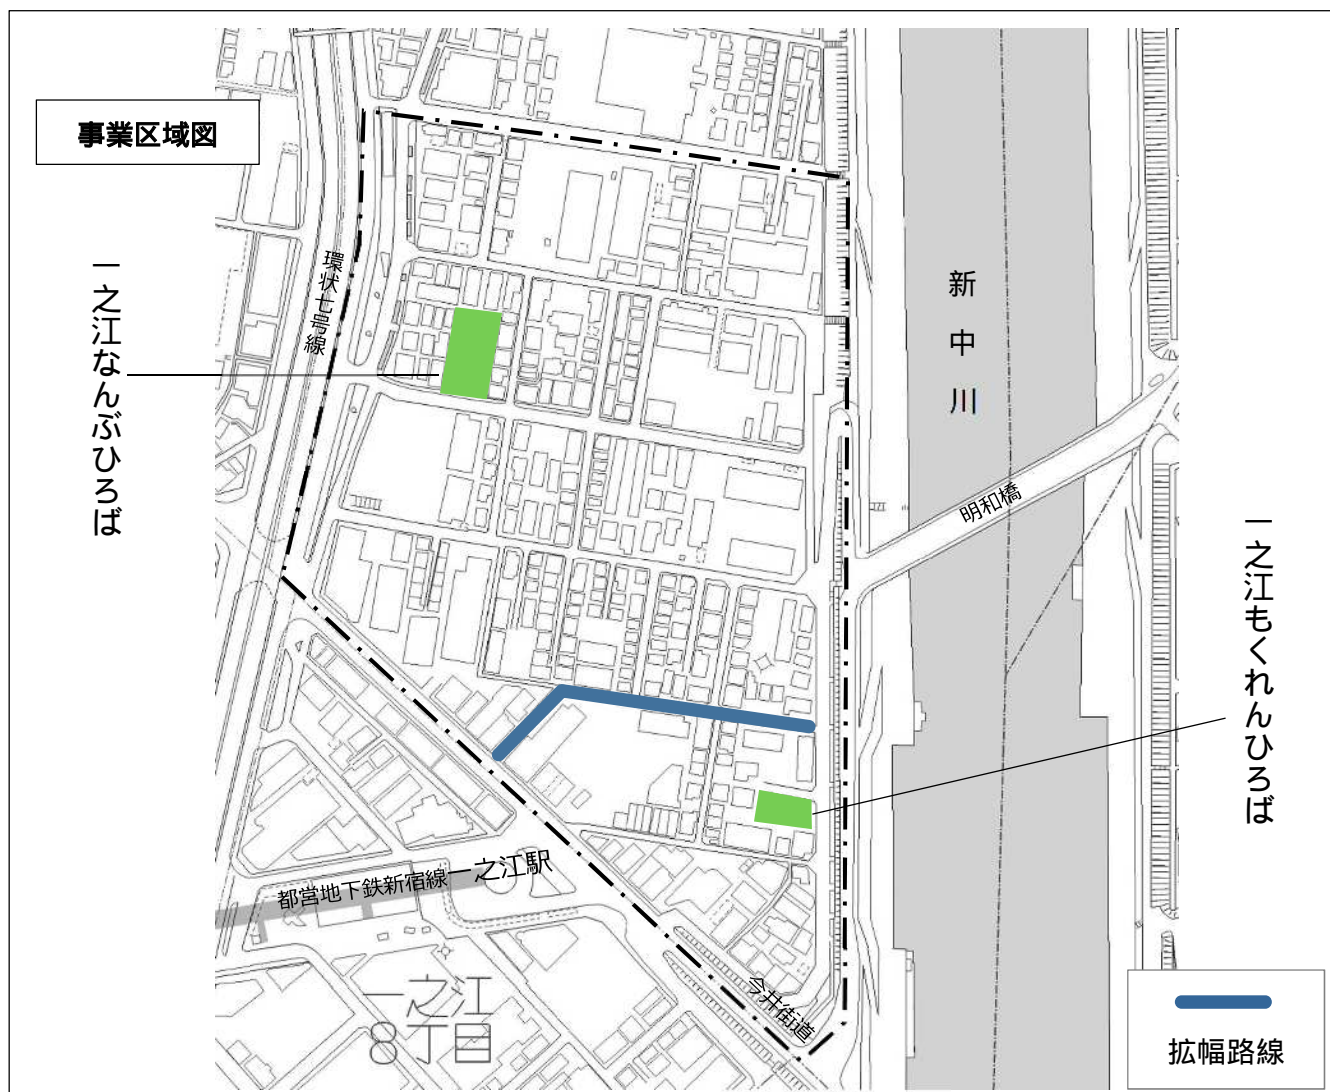 事業区域図
一之江なんぶひろば
環状七号線
新中川
明和橋
一之江もくれんひろば
都営地下鉄新宿線一之江駅
今井街道
一之江
8丁目
拡幅路線